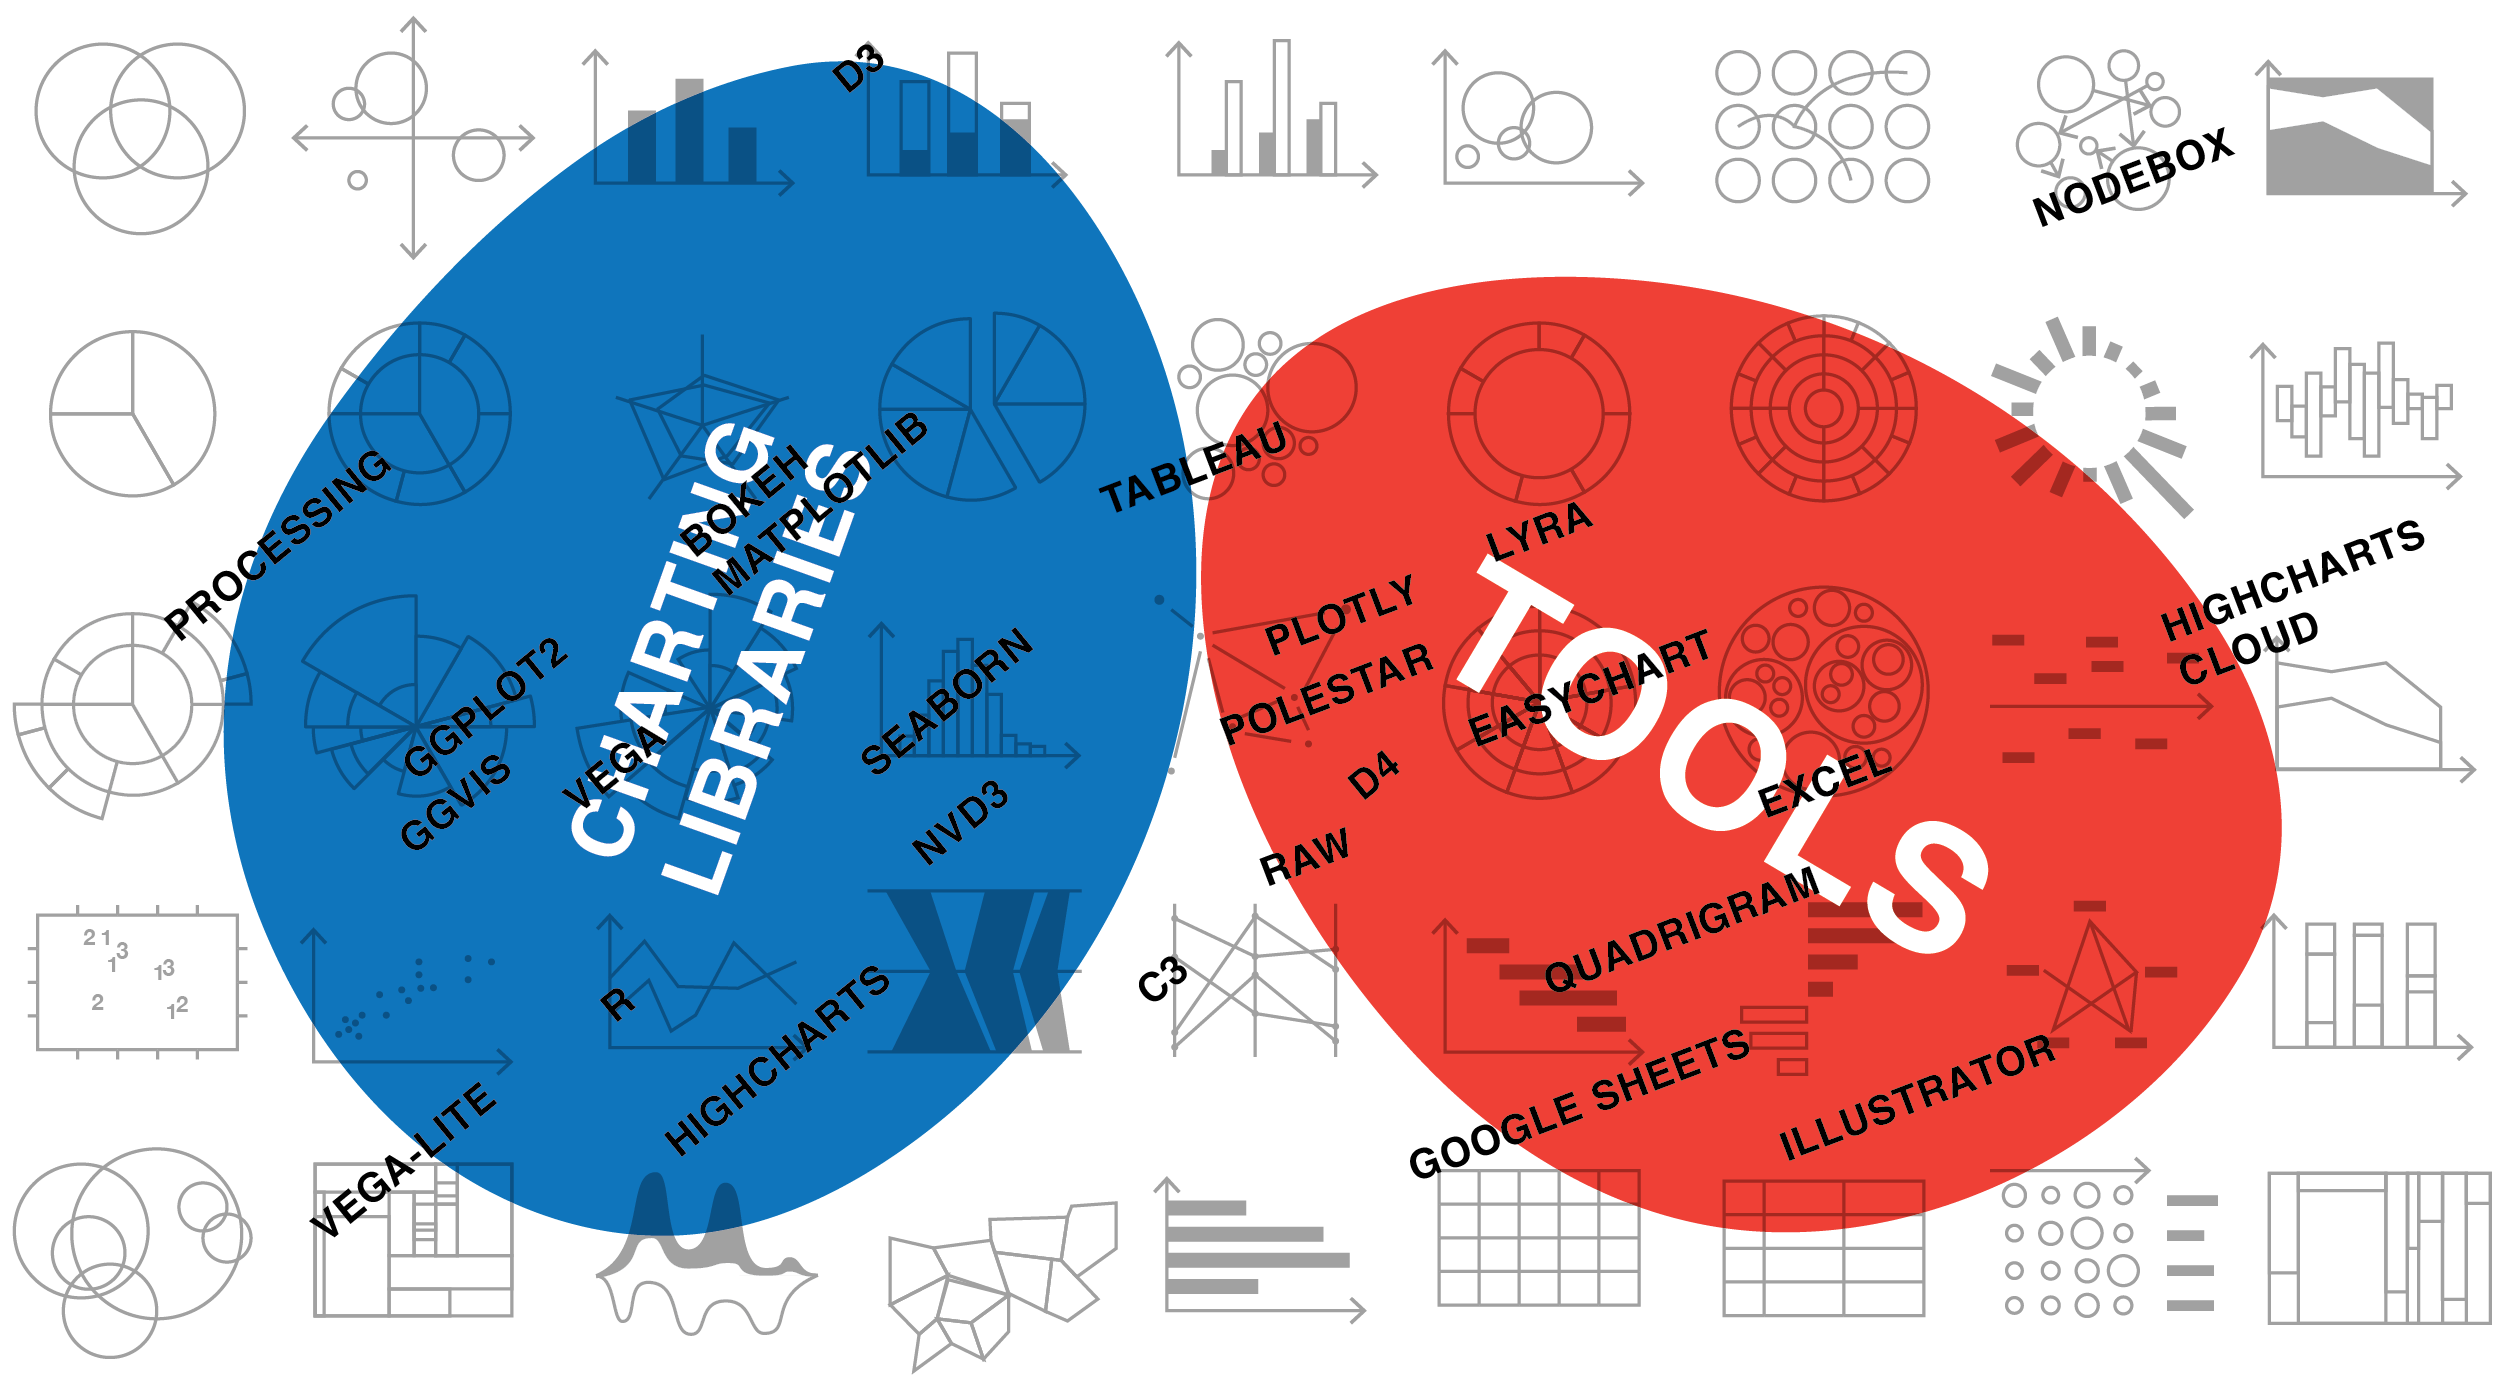 D3
NODEBOX
PROCESSING
BOKEH
MATPLOTLIB
CHARTING
LIBRARIES
TABLEAU
LYRA
PLOTLY
POLESTAR
EASYCHART
TOOLS
HIGHCHARTS
CLOUD
GGPLOT2
GGVIS
VEGA
SEABORN
NVD3
D4
EXCEL
RAW
QUADRIGRAM
R
HIGHCHARTS
C3
VEGA-LITE
GOOGLE SHEETS
ILLUSTRATOR
2 1 3
1 1 3
2 1 2